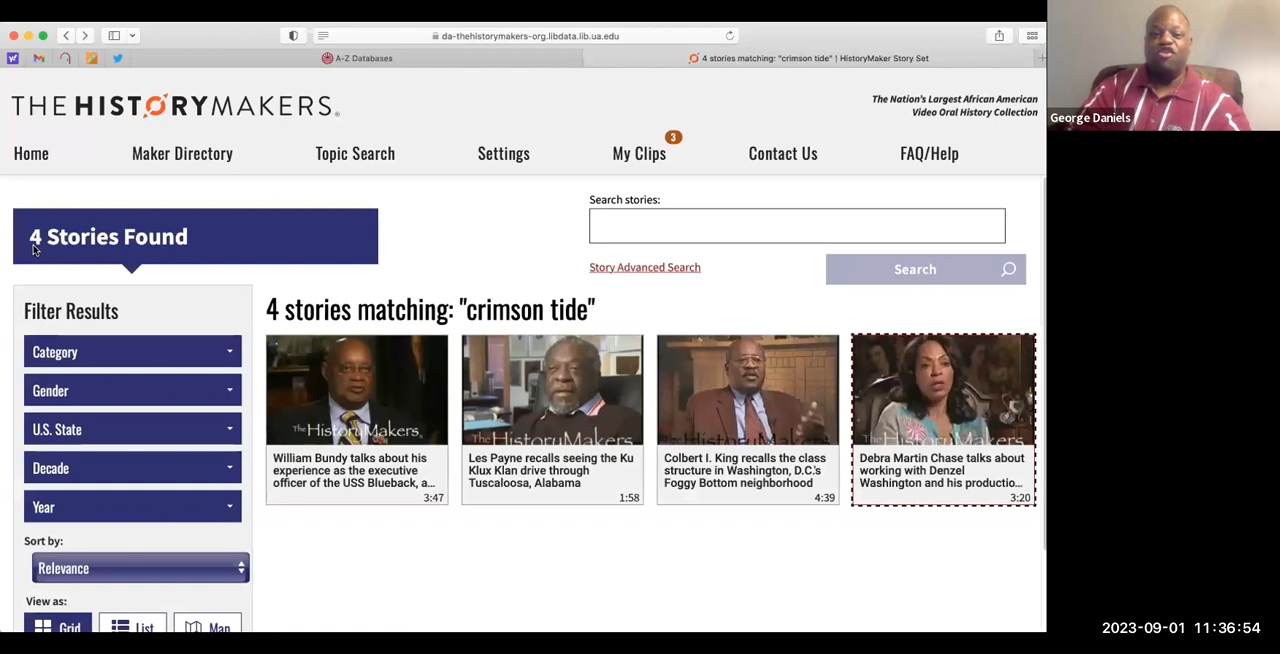 da-thehistorymakers-org.libdata.lib.ua.edu
A-Z Databases
4 stories matching: "crimson tide" | HistoryMaker Story Set
THE HISTORYMAKERS®
The Nation's Largest African American
Video Oral History Collection
Home
Maker Directory
Topic Search
Settings
My Clips
3
Contact Us
FAQ/Help
George Daniels
4 Stories Found
Search stories:
Story Advanced Search
Search
Filter Results
Category
Gender
U.S. State
Decade
Year
Sort by:
Relevance
View as:
Grid
List
Map
4 stories matching: "crimson tide"
TheHistoryMakers
William Bundy talks about his
experience as the executive
officer of the USS Blueback, a...
3:47
TheHistoryMakers
Les Payne recalls seeing the Ku
Klux Klan drive through
Tuscaloosa, Alabama
1:58
TheHistoryMakers
Colbert I. King recalls the class
structure in Washington, D.C.'s
Foggy Bottom neighborhood
4:39
TheHistoryMakers
Debra Martin Chase talks about
working with Denzel
Washington and his productio...
3:20
2023-09-01 11:36:54